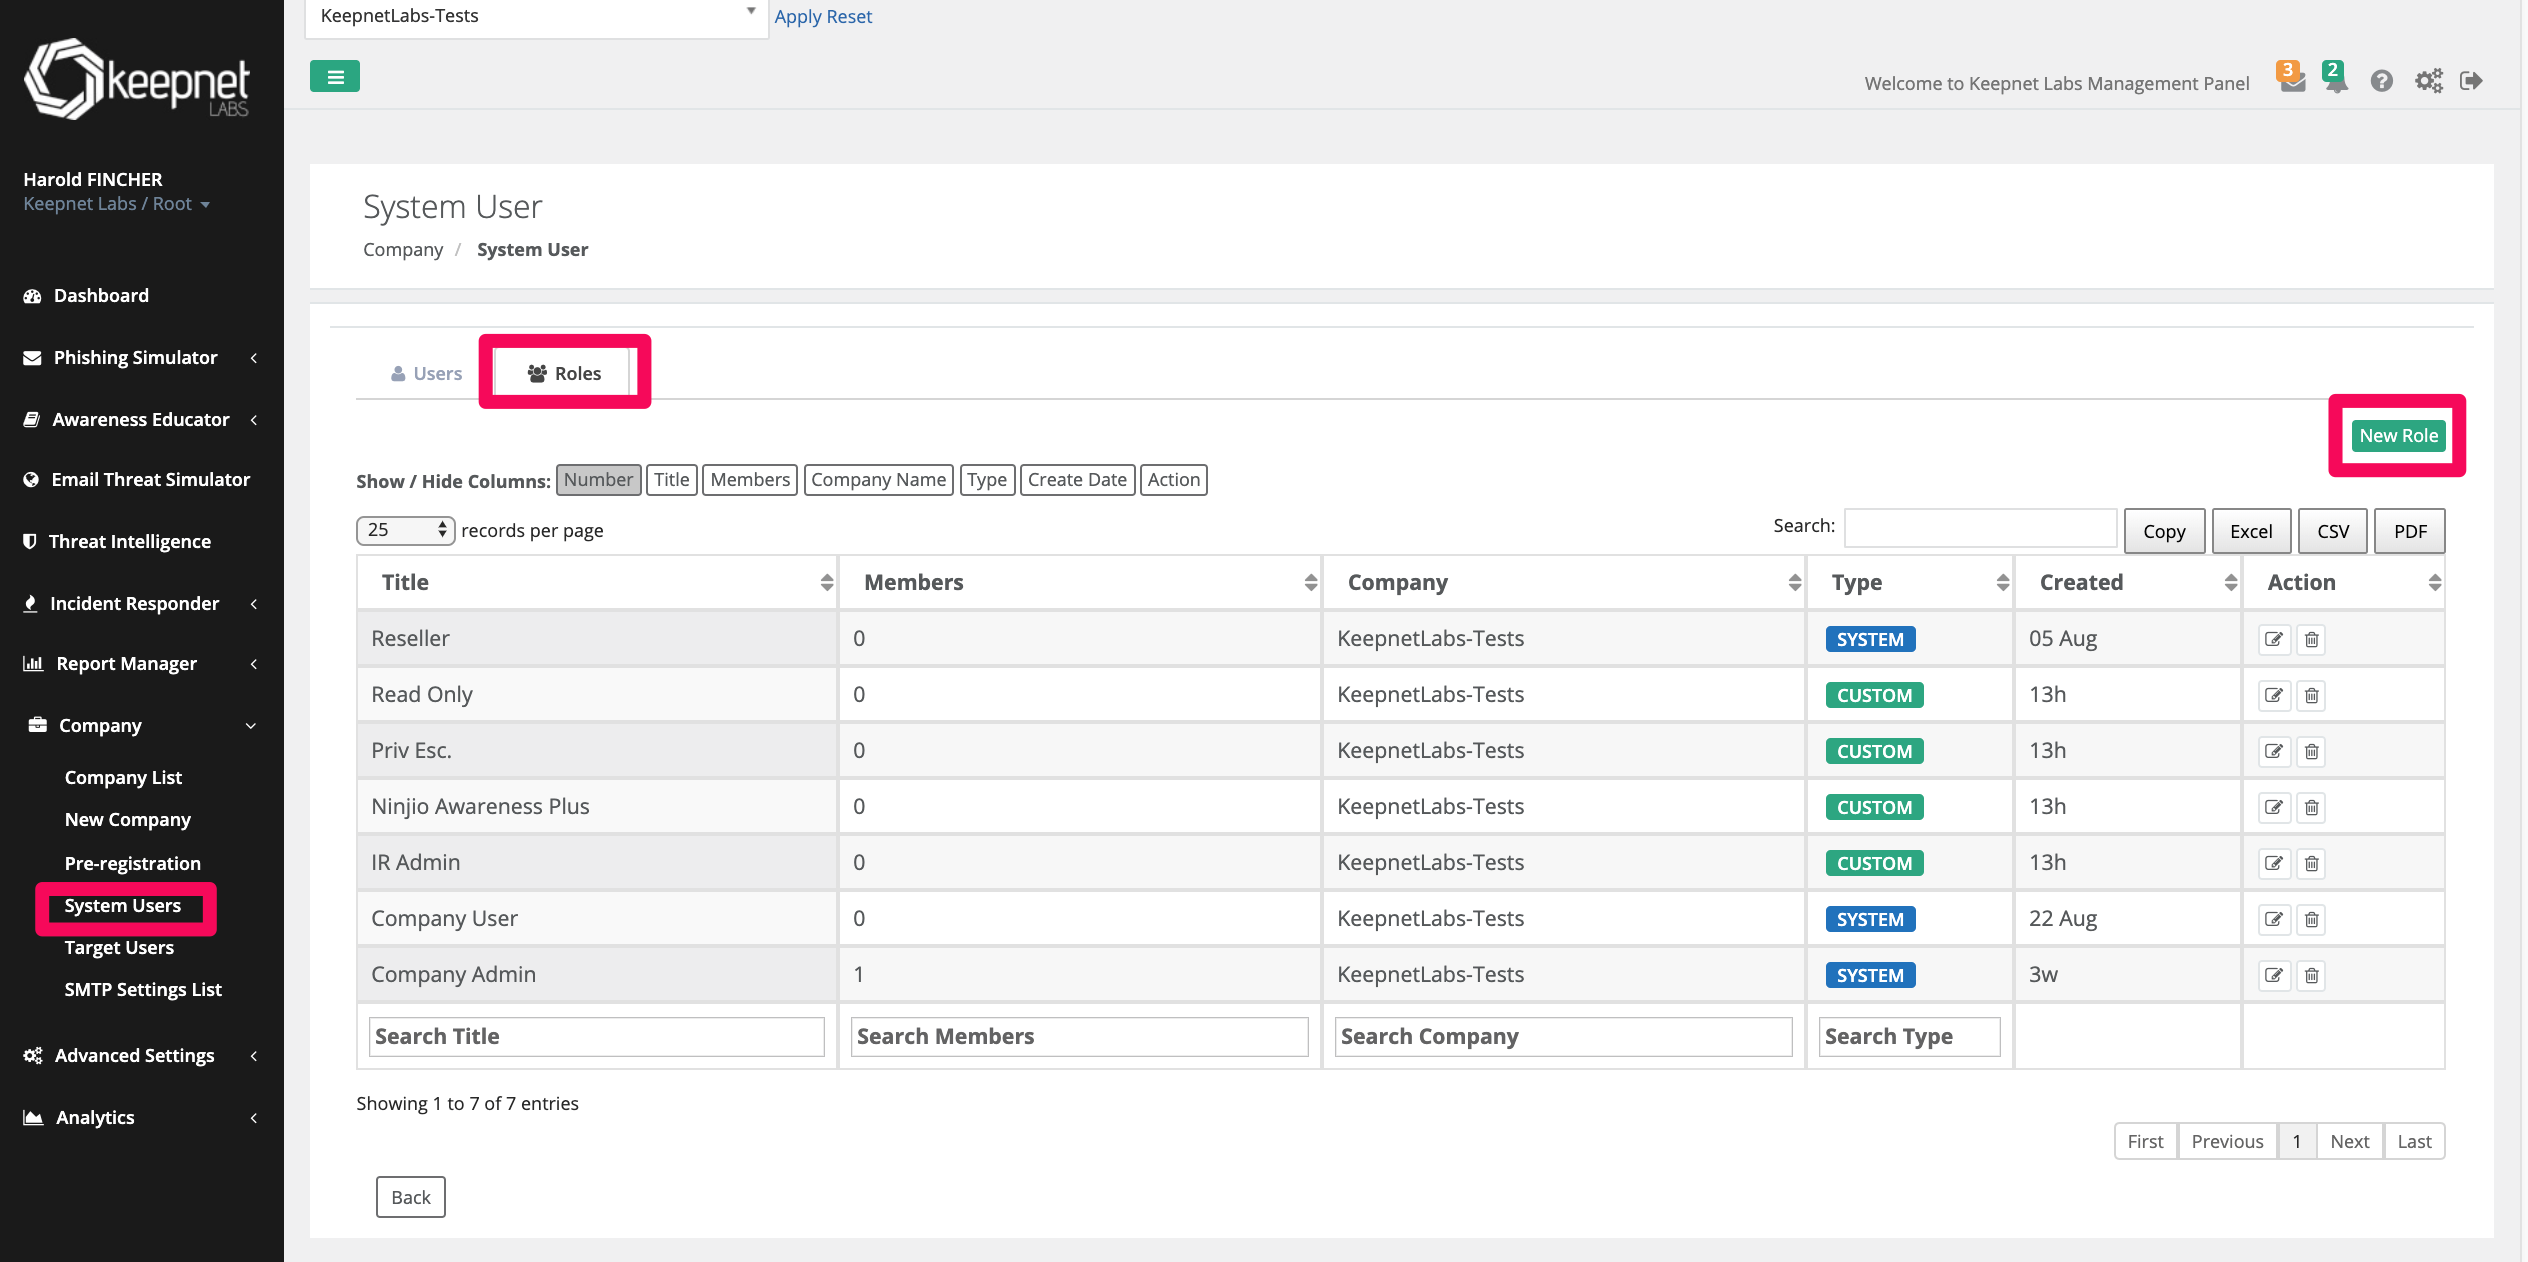 KeepnetLabs-Tests
Apply Reset
keepnet
LABS
Welcome to Keepnet Labs Management Panel
3
2
Harold FINCHER
Keepnet Labs / Root
Dashboard
Phishing Simulator
Awareness Educator
Email Threat Simulator
Threat Intelligence
Incident Responder
Report Manager
Company
Company List
New Company
Pre-registration
System Users
Target Users
SMTP Settings List
Advanced Settings
Analytics
System User
Company / System User
Users
Roles
New Role
Show / Hide Columns: Number Title Members Company Name Type Create Date Action
25 records per page
Search: Copy Excel CSV PDF
Title Members Company Type Created Action
Reseller 0 KeepnetLabs-Tests SYSTEM 05 Aug
Read Only 0 KeepnetLabs-Tests CUSTOM 13h
Priv Esc. 0 KeepnetLabs-Tests CUSTOM 13h
Ninjio Awareness Plus 0 KeepnetLabs-Tests CUSTOM 13h
IR Admin 0 KeepnetLabs-Tests CUSTOM 13h
Company User 0 KeepnetLabs-Tests SYSTEM 22 Aug
Company Admin 1 KeepnetLabs-Tests SYSTEM 3w
Search Title Search Members Search Company Search Type
Showing 1 to 7 of 7 entries
First Previous 1 Next Last
Back